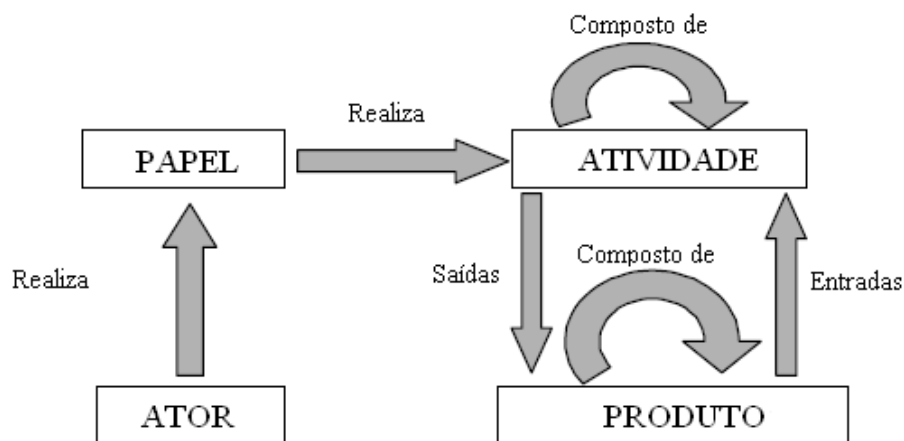 Composto de
Realiza
PAPEL
ATIVIDADE
Realiza
Saídas
Composto de
Entradas
ATOR
PRODUTO